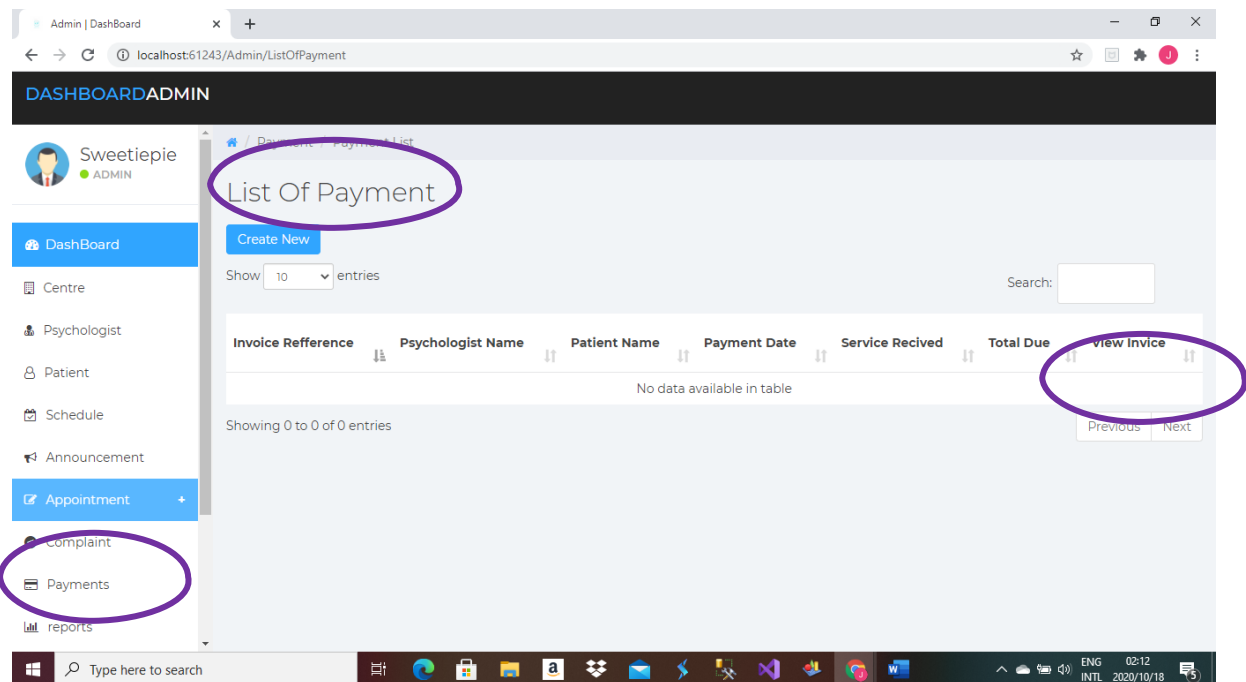 Admin | DashBoard
localhost:61243/Admin/ListOfPayment
J
DASHBOARDADMIN
Sweetiepie
ADMIN
DashBoard
Centre
Psychologist
Patient
Schedule
Announcement
Appointment +
Complaint
Payments
reports
/ Payment / Payment List
List Of Payment
Create New
Show 10 entries
Search:
Invoice Refference Psychologist Name Patient Name Payment Date Service Recived Total Due View Invice
No data available in table
Showing 0 to 0 of 0 entries
Previous Next
Type here to search
a
W
ENG 02:12
INTL 2020/10/18
5